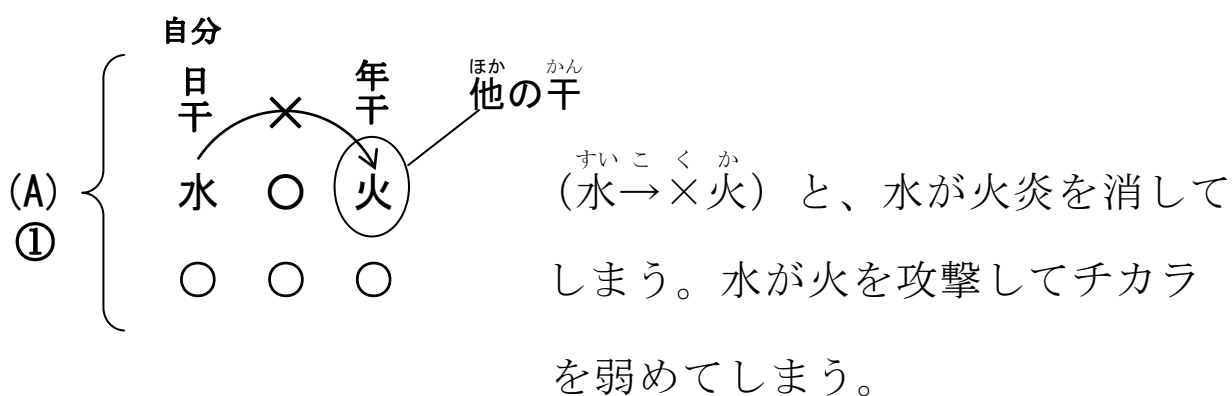 自分
日干 年干
他の干
ほか かん
×
(A)
①
水 ○ 火
○ ○ ○
すい こ く か
（水→×火）と、水が火炎を消して
しまう。水が火を攻撃してチカラ
を弱めてしまう。